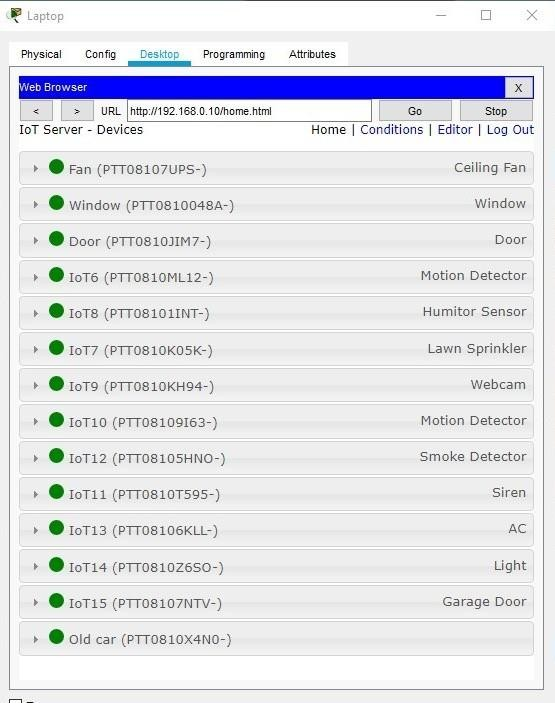 Laptop
Physical Config Desktop Programming Attributes
Web Browser X
< > URL http://192.168.0.10/home.html Go Stop
IoT Server - Devices Home | Conditions | Editor | Log Out
Fan (PTT08107UPS-) Ceiling Fan
Window (PTT0810048A-) Window
Door (PTT0810JIM7-) Door
IoT6 (PTT0810ML12-) Motion Detector
IoT8 (PTT08101INT-) Humitor Sensor
IoT7 (PTT0810K05K-) Lawn Sprinkler
IoT9 (PTT0810KH94-) Webcam
IoT10 (PTT08109I63-) Motion Detector
IoT12 (PTT08105HNO-) Smoke Detector
IoT11 (PTT0810T595-) Siren
IoT13 (PTT08106KLL-) AC
IoT14 (PTT0810Z6SO-) Light
IoT15 (PTT08107NTV-) Garage Door
Old car (PTT0810X4N0-)